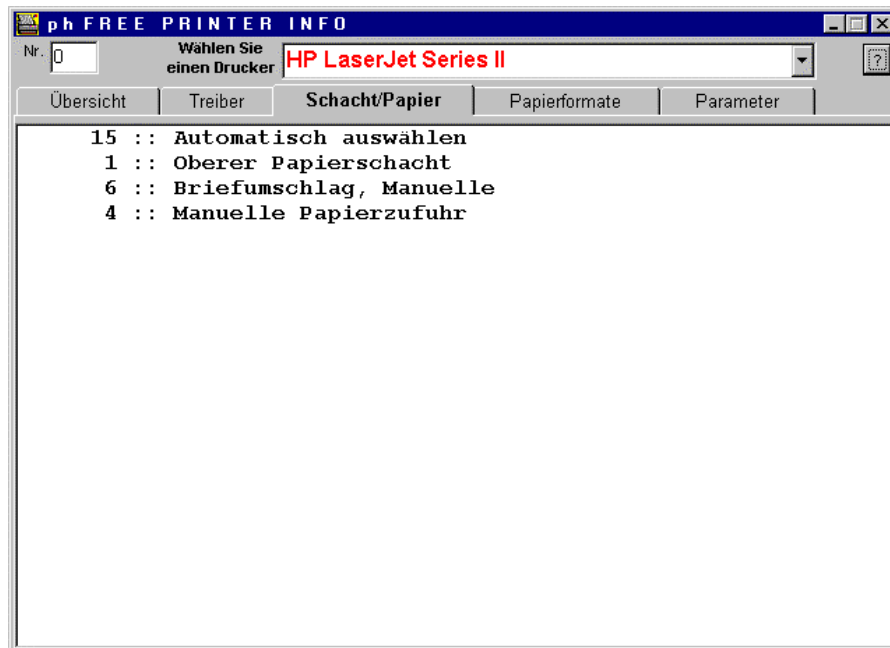 ph FREE PRINTER INFO
Nr. 0
Wählen Sie
einen Drucker
HP LaserJet Series II
?
Übersicht Treiber Schacht/Papier Papierformate Parameter
15 :: Automatisch auswählen
1 :: Oberer Papierschacht
6 :: Briefumschlag, Manuelle
4 :: Manuelle Papierzufuhr